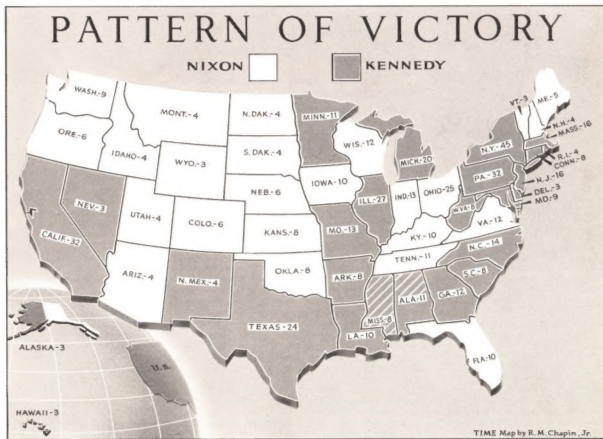 PATTERN OF VICTORY
NIXON KENNEDY
WASH.-9
ORE.-6
IDAHO-4
MONT.-4
WYO.-3
NEV.-3
CALIF.-32
UTAH-4
ARIZ.-4
COLO.-6
N. MEX.-4
N. DAK.-4
S. DAK.-4
NEB.-6
KANS.-8
OKLA.-8
TEXAS-24
MINN.-11
IOWA-10
MO.-13
ARK.-8
LA.-10
WIS.-12
ILL.-27
MICH.-20
IND.-13
OHIO-25
KY.-10
TENN.-11
MISS.-8
ALA.-11
GA.-12
FLA.-10
S.C.-8
N.C.-14
VA.-12
W.VA.-8
PA.-32
N.Y.-45
VT.-3
ME.-5
N.H.-4
MASS.-16
R.I.-4
CONN.-8
N.J.-16
DEL.-3
MD.-9
ALASKA-3
U.S.
HAWAII-3
TIME Map by R.M. Chapin, Jr.